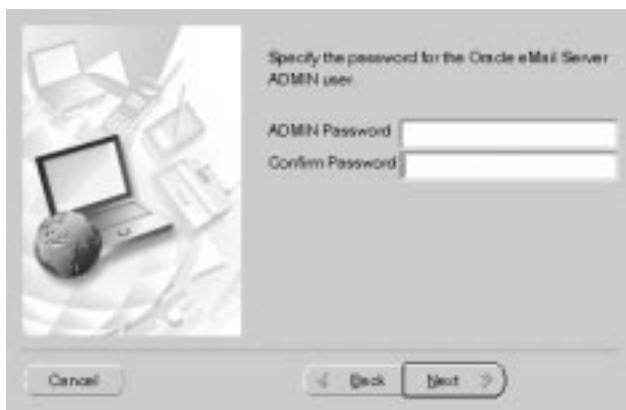 Specify the password for the Oracle eMail Server
ADMIN user.
ADMIN Password
Confirm Password
Cancel
Back
Next